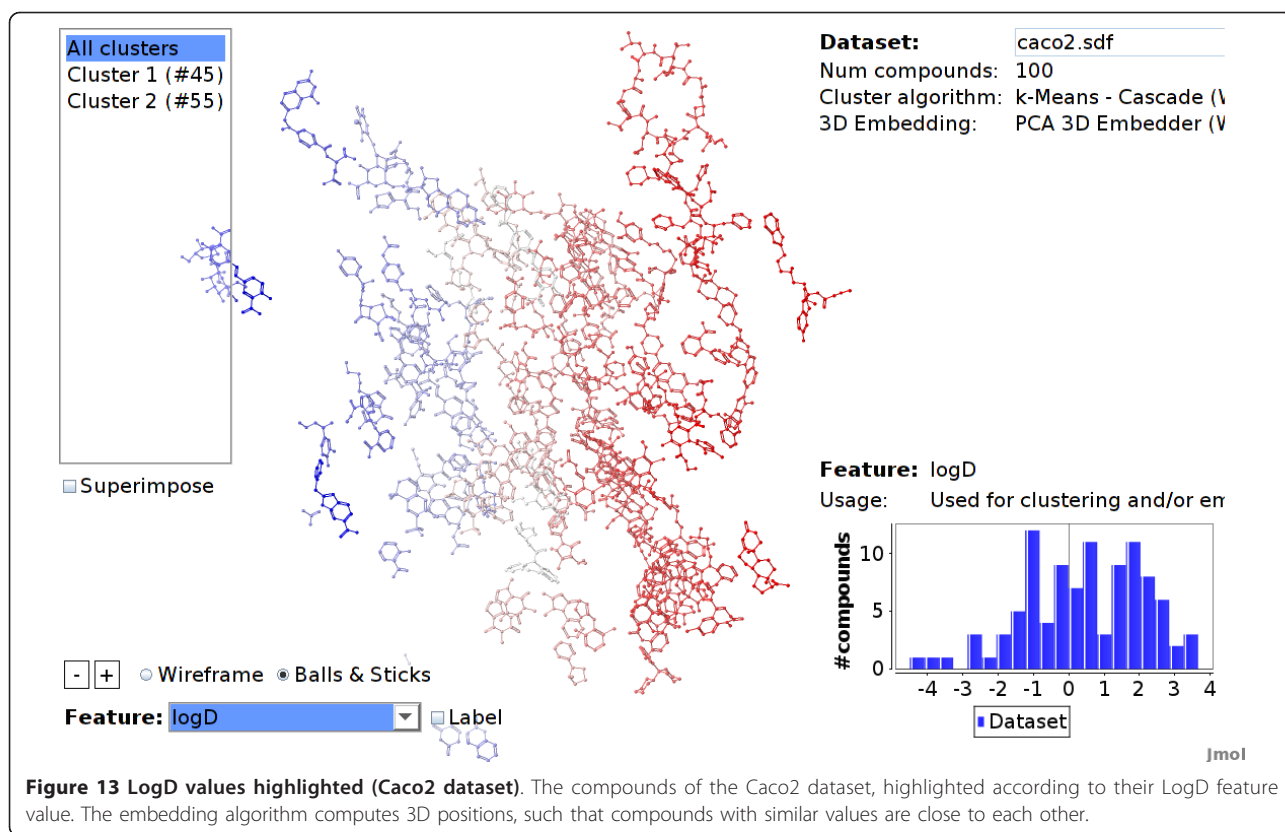 All clusters
Cluster 1 (#45)
Cluster 2 (#55)
Superimpose
Dataset: caco2.sdf
Num compounds: 100
Cluster algorithm: k-Means - Cascade (W
3D Embedding: PCA 3D Embedder (W
Feature: logD
Usage: Used for clustering and/or em
#compounds
10
5
0
-4 -3 -2 -1 0 1 2 3 4
Dataset
- + Wireframe Balls & Sticks
Feature: logD Label
Jmol
Figure 13 LogD values highlighted (Caco2 dataset). The compounds of the Caco2 dataset, highlighted according to their LogD feature
value. The embedding algorithm computes 3D positions, such that compounds with similar values are close to each other.